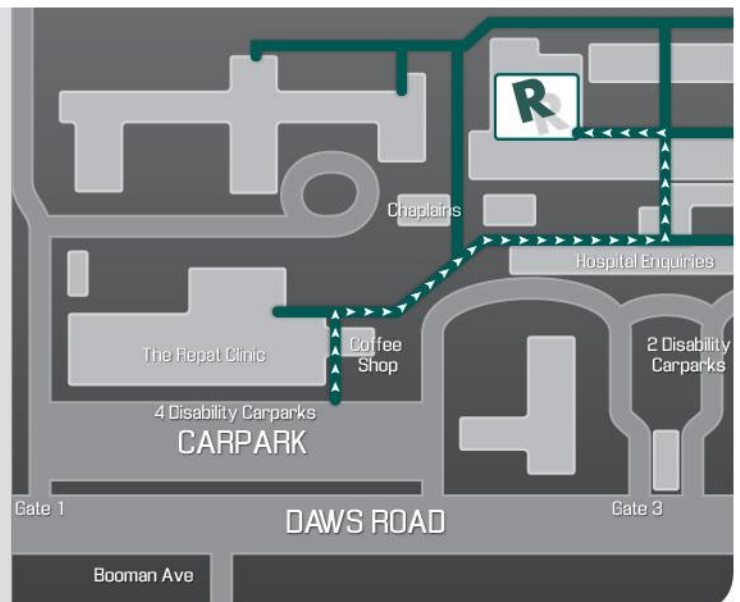 R
R
Chaplains
Hospital Enquiries
The Repat Clinic
Coffee
Shop
2 Disability
Carparks
4 Disability Carparks
CARPARK
Gate 1
DAWS ROAD
Gate 3
Booman Ave